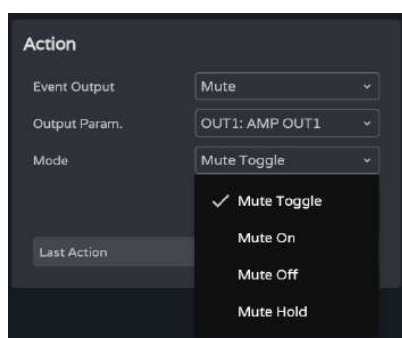 Action
Event Output Mute
Output Param. OUT1: AMP OUT1
Mode Mute Toggle
Mute Toggle
Mute On
Last Action
Mute Off
Mute Hold